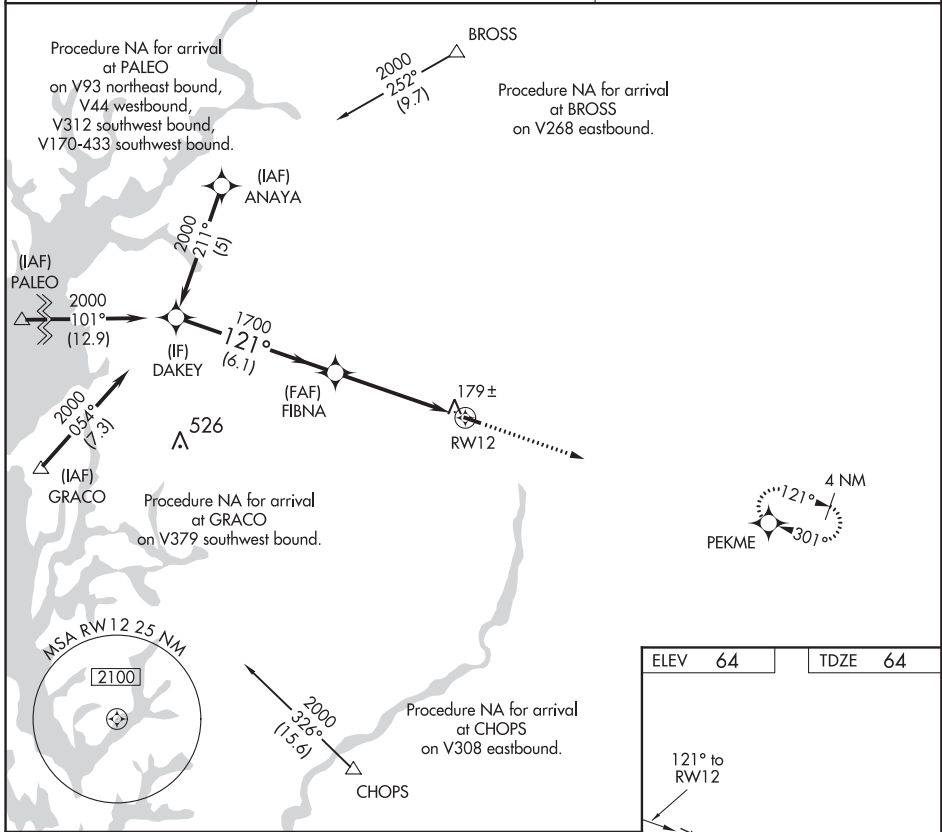 Procedure NA for arrival
at PALEO
on V93 northeast bound,
V44 westbound,
V312 southwest bound,
V170-433 southwest bound.
BROSS
2000
252°
(9.7)
Procedure NA for arrival
at BROSS
on V268 eastbound.
(IAF)
ANAYA
2000
211°
(5)
(IAF)
PALEO
2000
101°
(12.9)
(IF)
DAKEY
1700
121°
(6.1)
(FAF)
FIBNA
179±
RW12
2000
054°
(7.3)
(IAF)
GRACO
526
Procedure NA for arrival
at GRACO
on V379 southwest bound.
4 NM
121°
301°
PEKME
MSA RW12 25 NM
2100
2000
326°
(15.6)
CHOPS
Procedure NA for arrival
at CHOPS
on V308 eastbound.
ELEV 64
TDZE 64
121° to
RW12